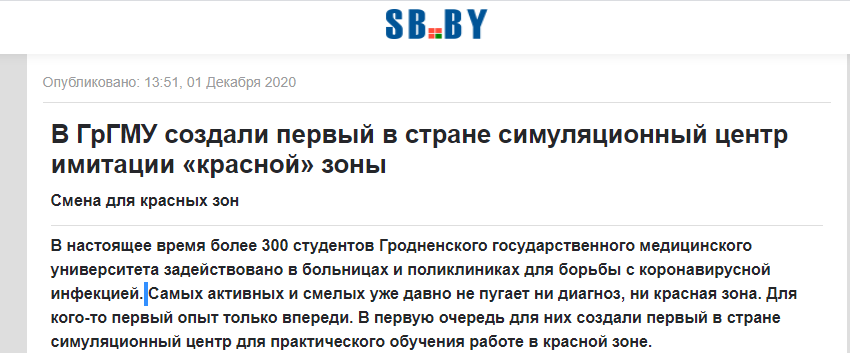 SB.BY
Опубликовано: 13:51, 01 Декабря 2020
В ГрГМУ создали первый в стране симуляционный центр
имитации «красной» зоны
Смена для красных зон
В настоящее время более 300 студентов Гродненского государственного медицинского
университета задействовано в больницах и поликлиниках для борьбы с коронавирусной
инфекцией. Самых активных и смелых уже давно не пугает ни диагноз, ни красная зона. Для
кого-то первый опыт только впереди. В первую очередь для них создали первый в стране
симуляционный центр для практического обучения работе в красной зоне.